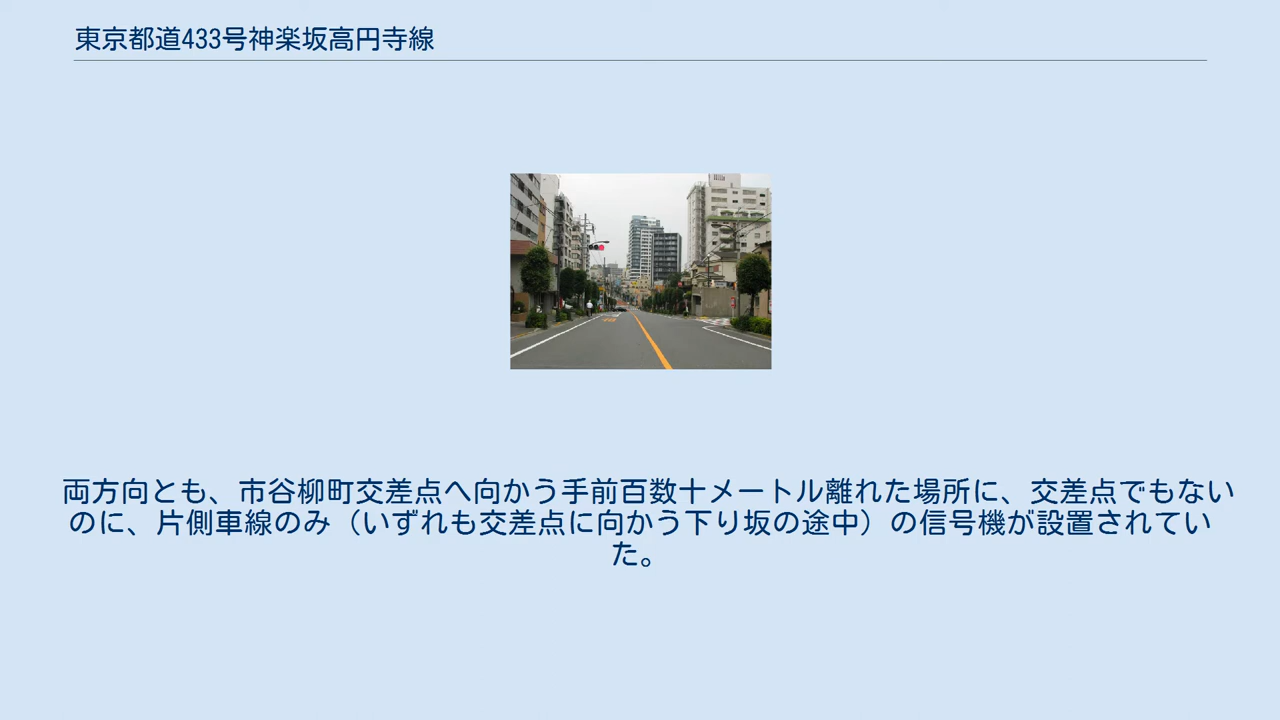 東京都道433号神楽坂高円寺線
両方向とも、市谷柳町交差点へ向かう手前百数十メートル離れた場所に、交差点でもない
のに、片側車線のみ（いずれも交差点に向かう下り坂の途中）の信号機が設置されてい
た。